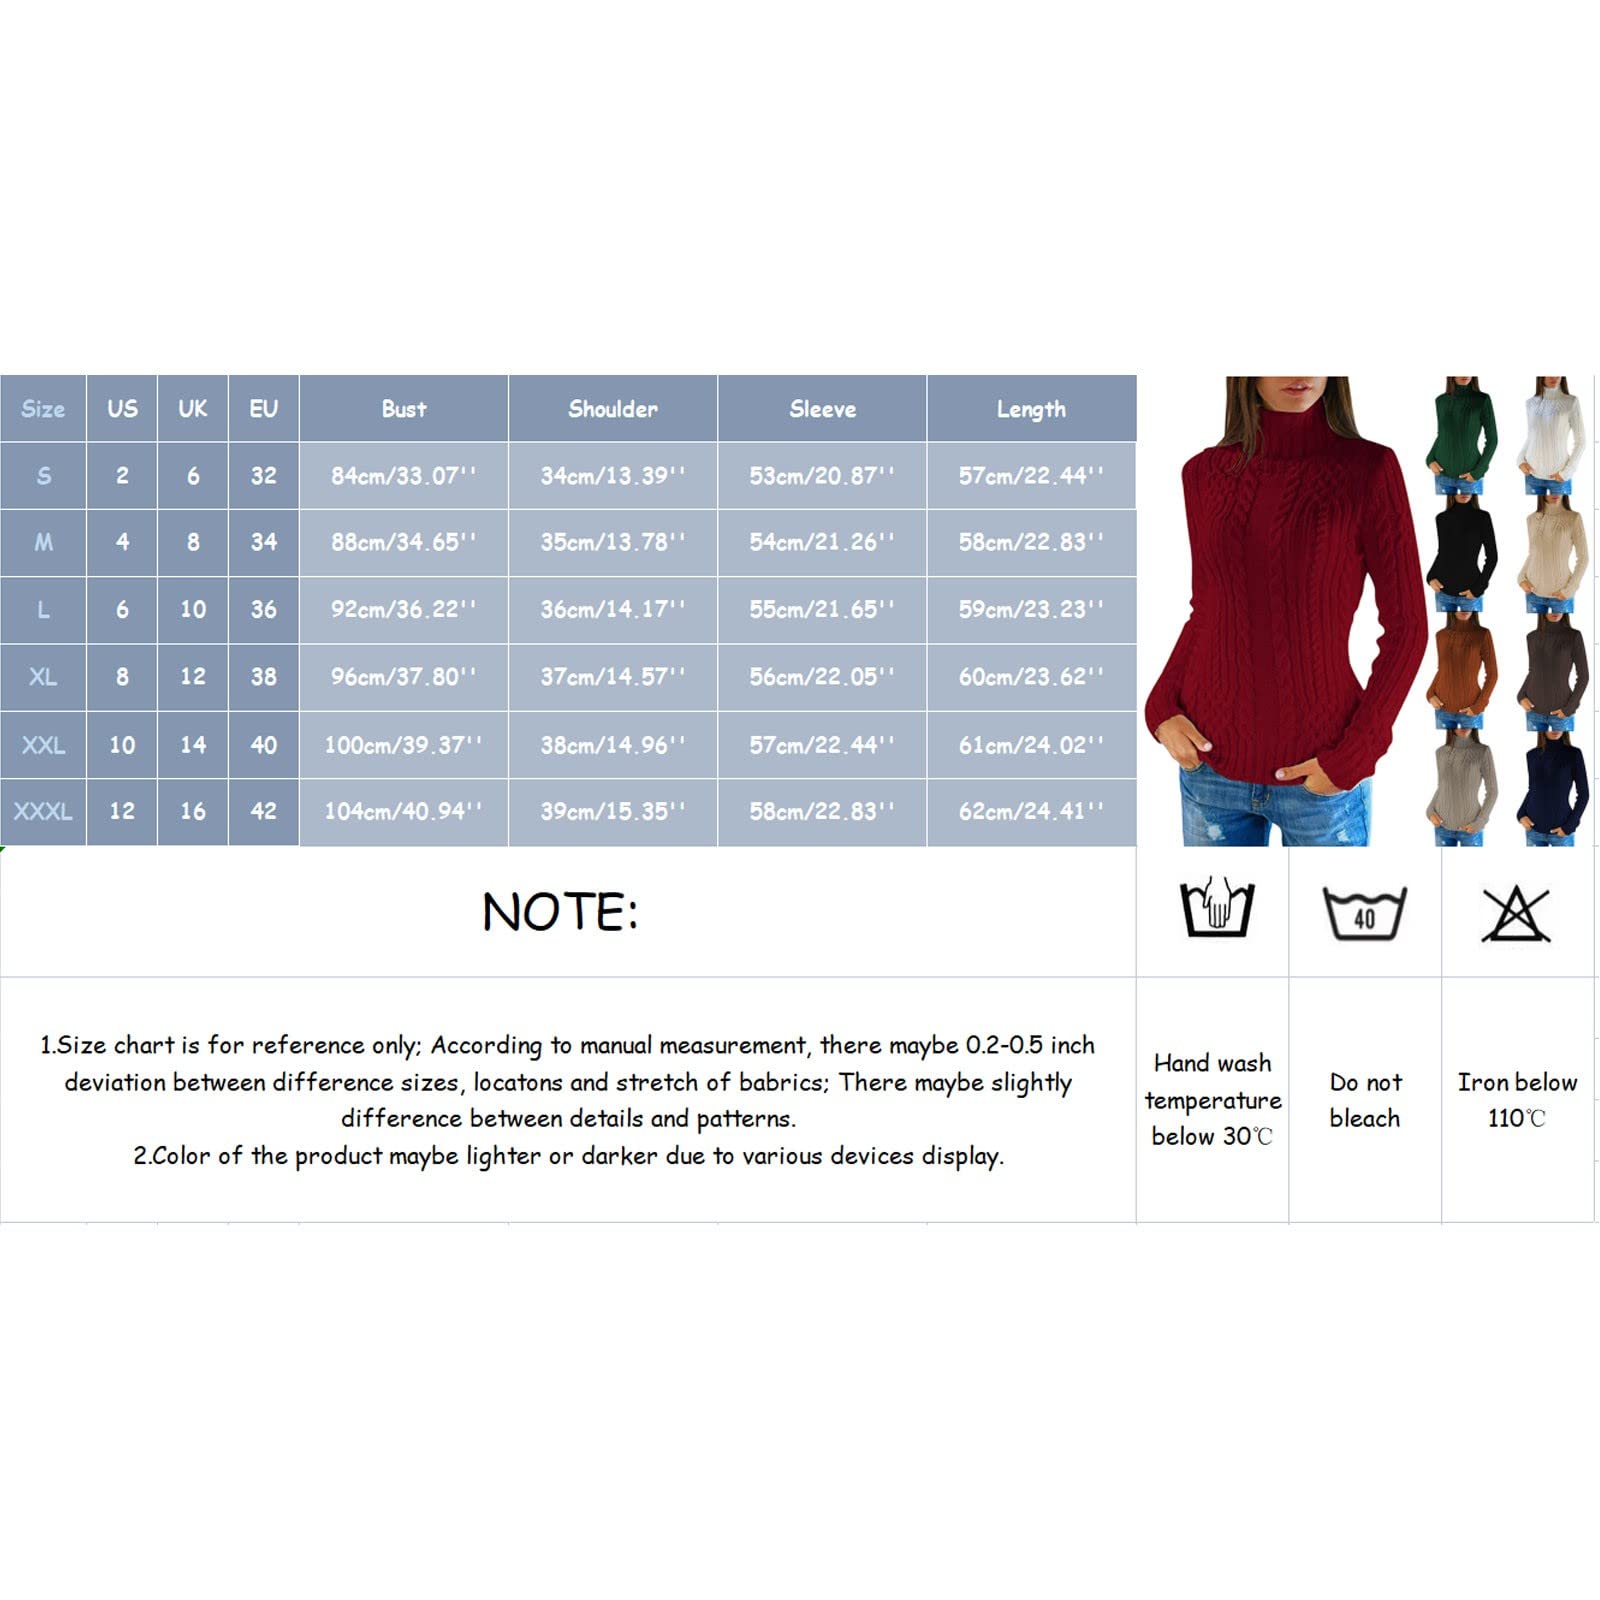 Size US UK EU Bust Shoulder Sleeve Length
S 2 6 32 84cm/33.07'' 34cm/13.39'' 53cm/20.87'' 57cm/22.44''
M 4 8 34 88cm/34.65'' 35cm/13.78'' 54cm/21.26'' 58cm/22.83''
L 6 10 36 92cm/36.22'' 36cm/14.17'' 55cm/21.65'' 59cm/23.23''
XL 8 12 38 96cm/37.80'' 37cm/14.57'' 56cm/22.05'' 60cm/23.62''
XXL 10 14 40 100cm/39.37'' 38cm/14.96'' 57cm/22.44'' 61cm/24.02''
XXXL 12 16 42 104cm/40.94'' 39cm/15.35'' 58cm/22.83'' 62cm/24.41''
NOTE:
40
1.Size chart is for reference only; According to manual measurement, there maybe 0.2-0.5 inch
deviation between difference sizes, locatons and stretch of babrics; There maybe slightly
difference between details and patterns.
2.Color of the product maybe lighter or darker due to various devices display.
Hand wash
temperature
below 30℃
Do not
bleach
Iron below
110℃